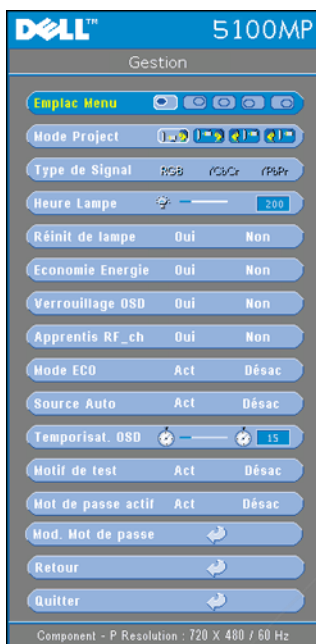 DELL™ 5100MP
Gestion
Emplac Menu
Mode Project
Type de Signal RGB YCbCr YPbPr
Heure Lampe 200
Réinit de lampe Oui Non
Economie Energie Oui Non
Verrouillage OSD Oui Non
Apprentis RF_ch Oui Non
Mode ECO Act Désac
Source Auto Act Désac
Temporisat. OSD 15
Motif de test Act Désac
Mot de passe actif Act Désac
Mod. Mot de passe
Retour
Quitter
Component - P Resolution : 720 X 480 / 60 Hz